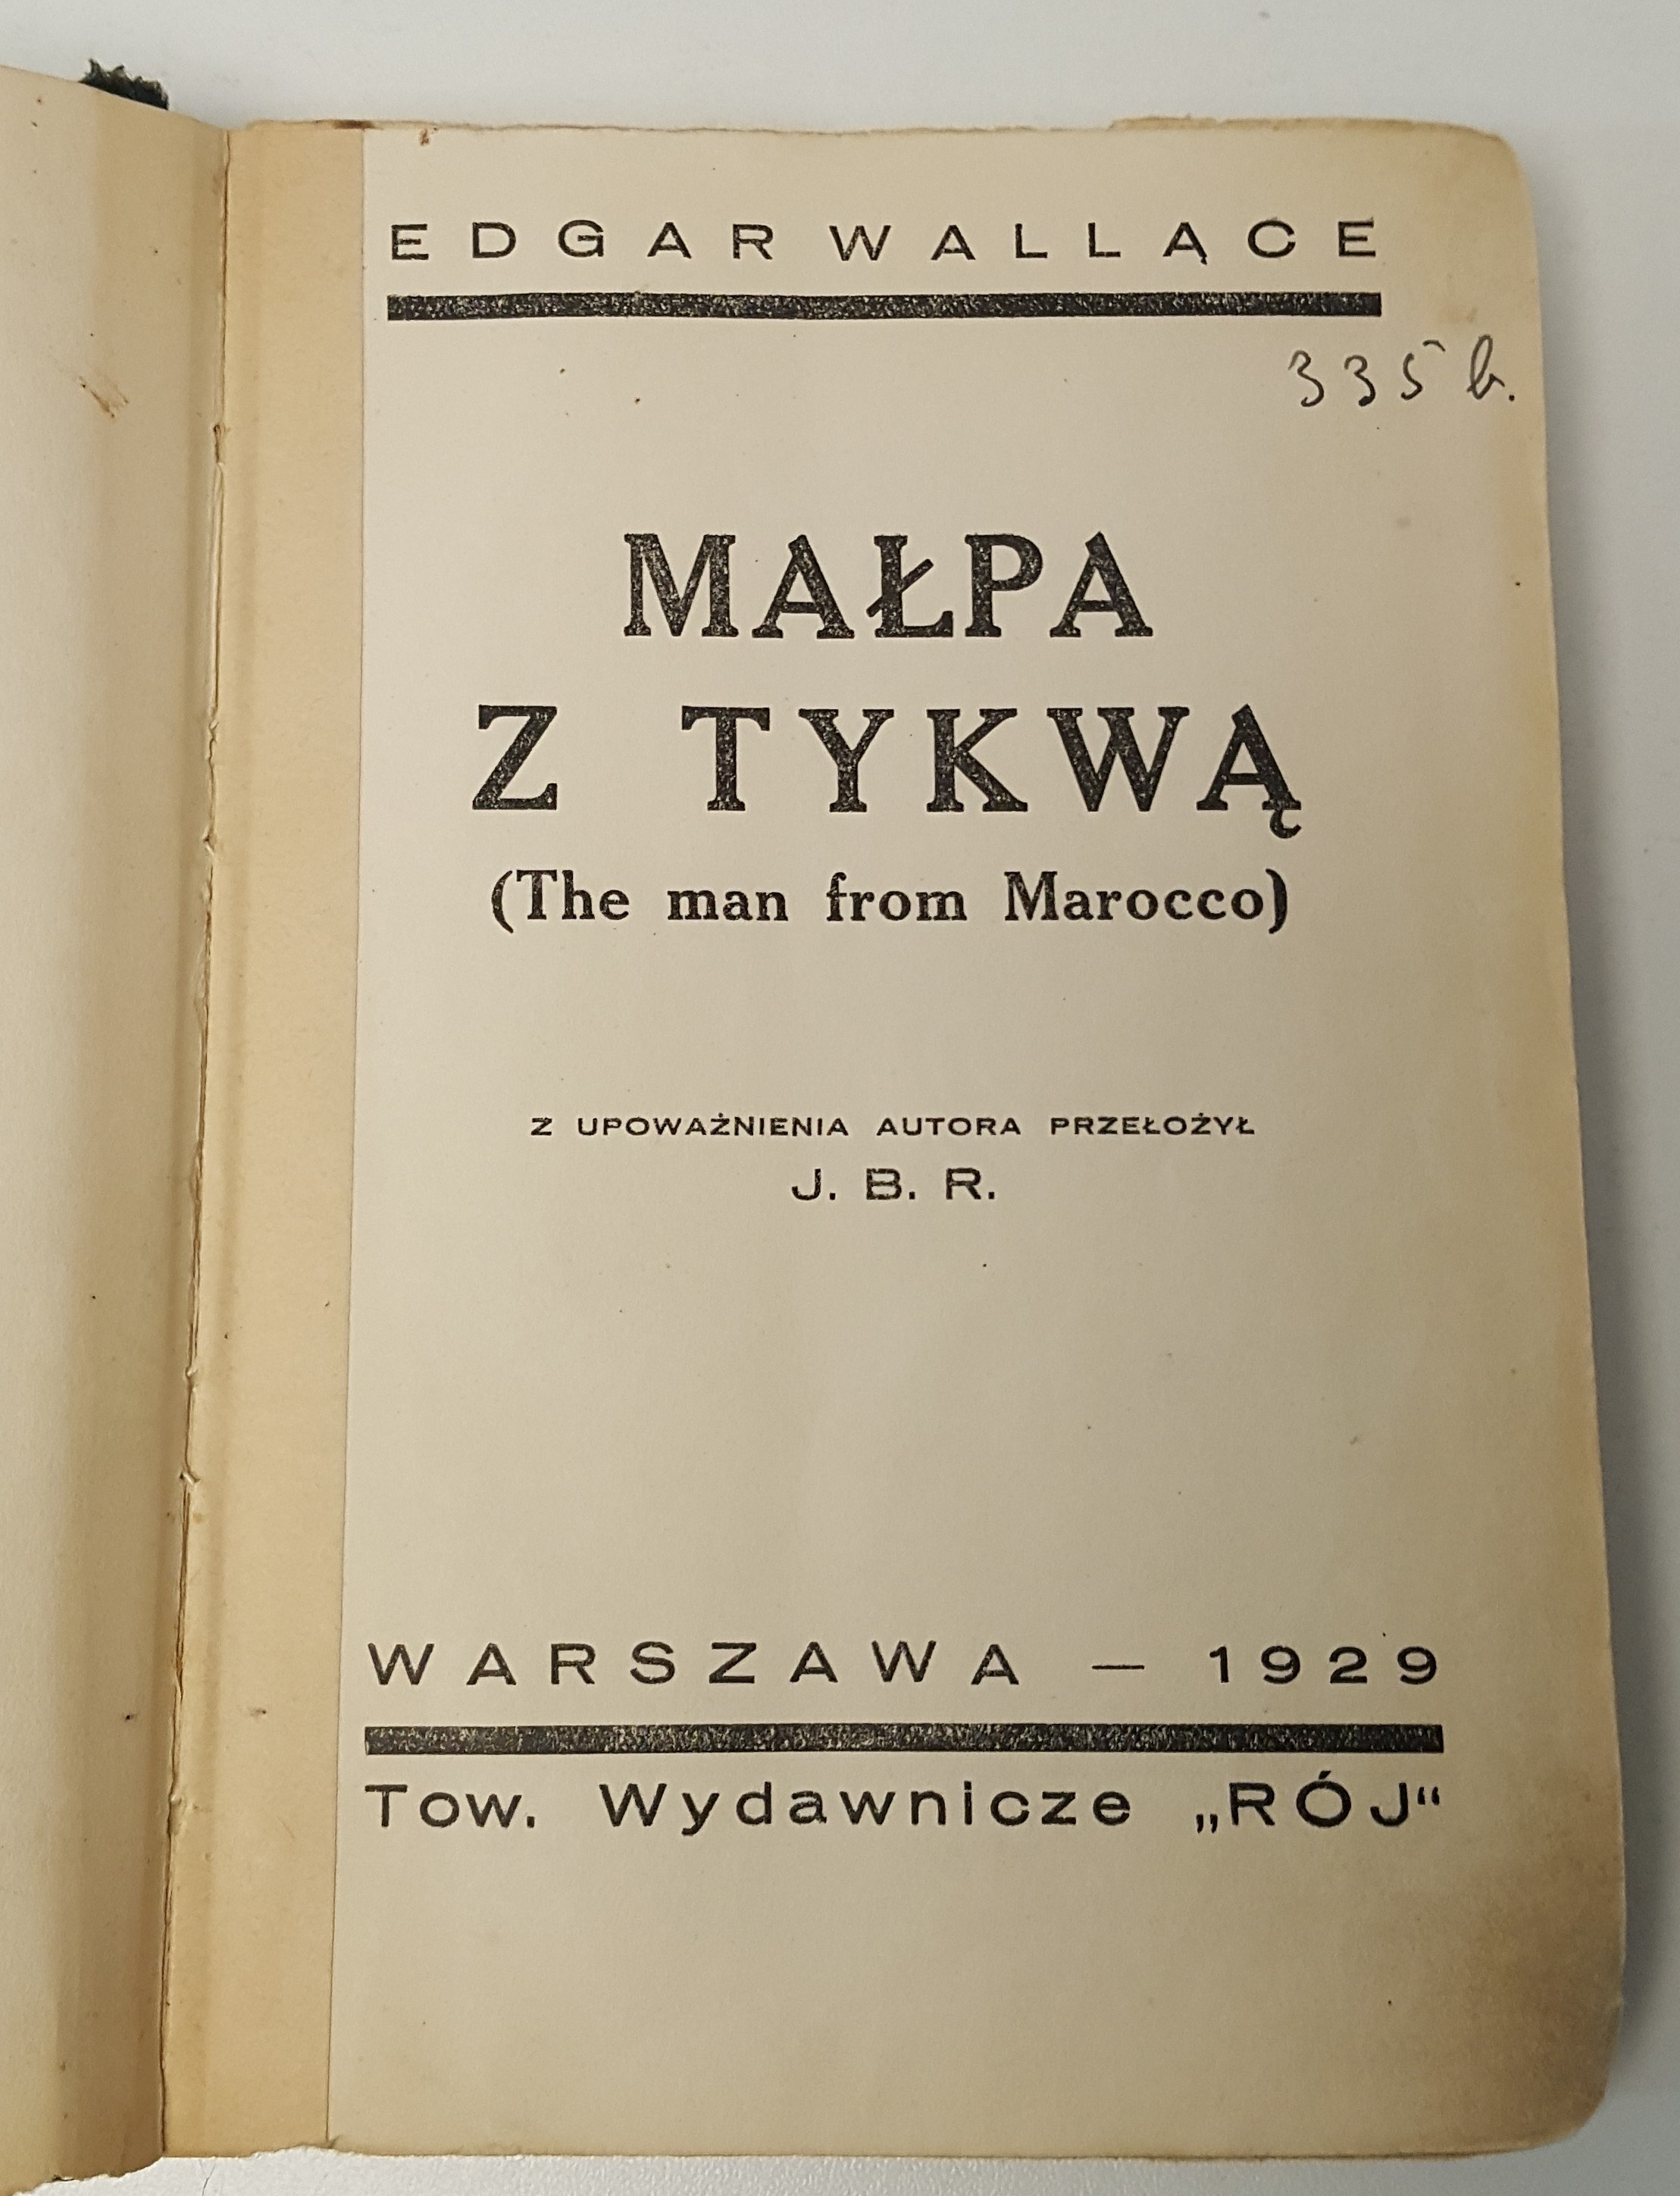 EDGAR WALLĄCE
335 b.
MAŁPA
Z TYKWĄ
(The man from Marocco)
Z UPOWAŻNIENIA AUTORA PRZEŁOŻYŁ
J. B. R.
WARSZAWA — 1929
Tow. Wydawnicze „RÓJ“